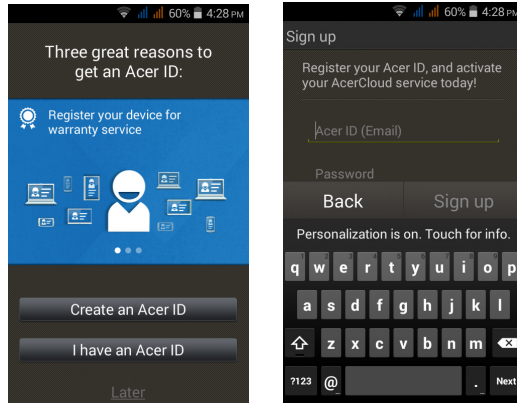 60% 4:28 PM
Three great reasons to
get an Acer ID:
Register your device for
warranty service
Create an Acer ID
I have an Acer ID
Later
60% 4:28 PM
Sign up
Register your Acer ID, and activate
your AcerCloud service today!
Acer ID (Email)
Password
Back Sign up
Personalization is on. Touch for info.
q w e r t y u i o p
a s d f g h j k l
z x c v b n m
?123 @ . Next